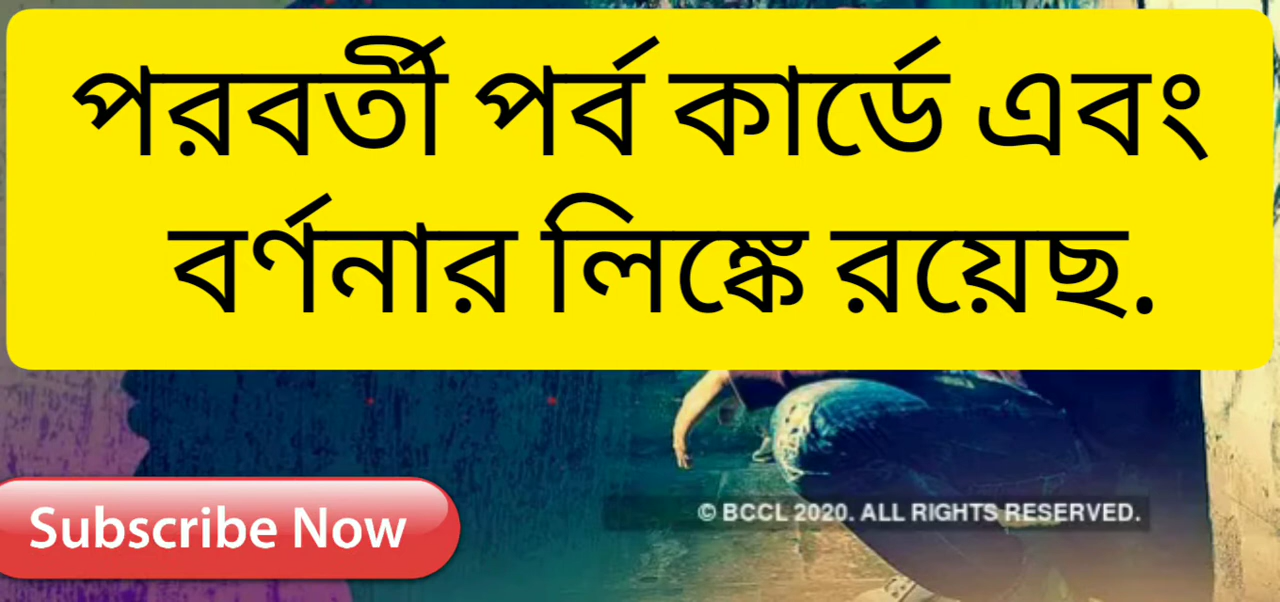 পরবর্তী পর্ব কার্ডে এবং
বর্ণনার লিঙ্কে রয়েছ.
Subscribe Now
© BCCL 2020. ALL RIGHTS RESERVED.